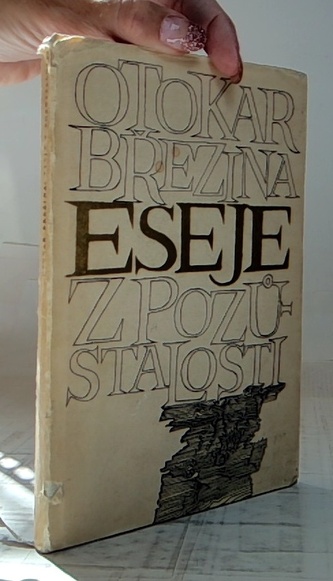 OTOKAR
BŘEZINA
ESEJE
Z POZŮ-
STALOSTI